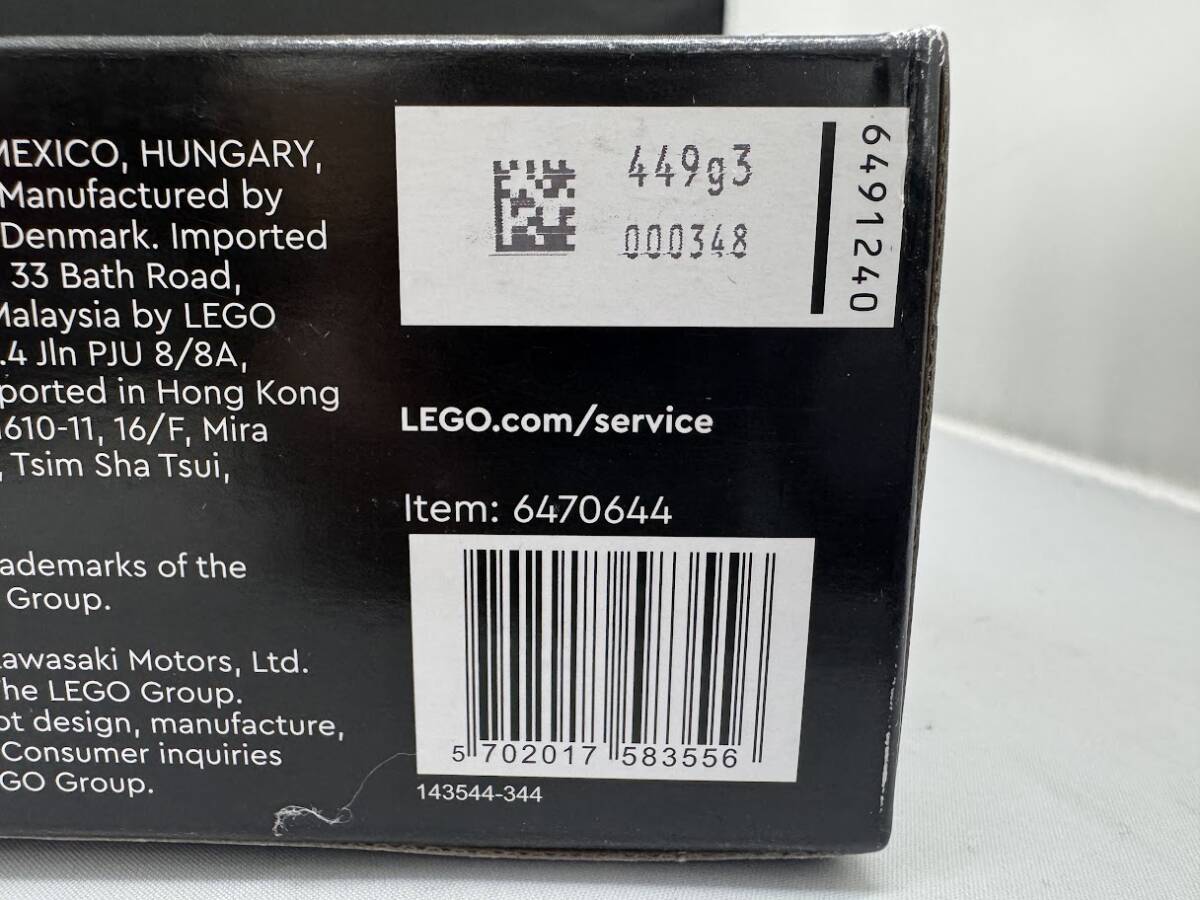 MEXICO, HUNGARY,
Manufactured by
Denmark. Imported
33 Bath Road,
Malaysia by LEGO
.4 Jln PJU 8/8A,
ported in Hong Kong
1610-11, 16/F, Mira
, Tsim Sha Tsui,
ademarks of the
Group.
awasaki Motors, Ltd.
he LEGO Group.
ot design, manufacture,
Consumer inquiries
GO Group.
449g3
000348
6491240
LEGO.com/service
Item: 6470644
5 702017 583556
143544-344